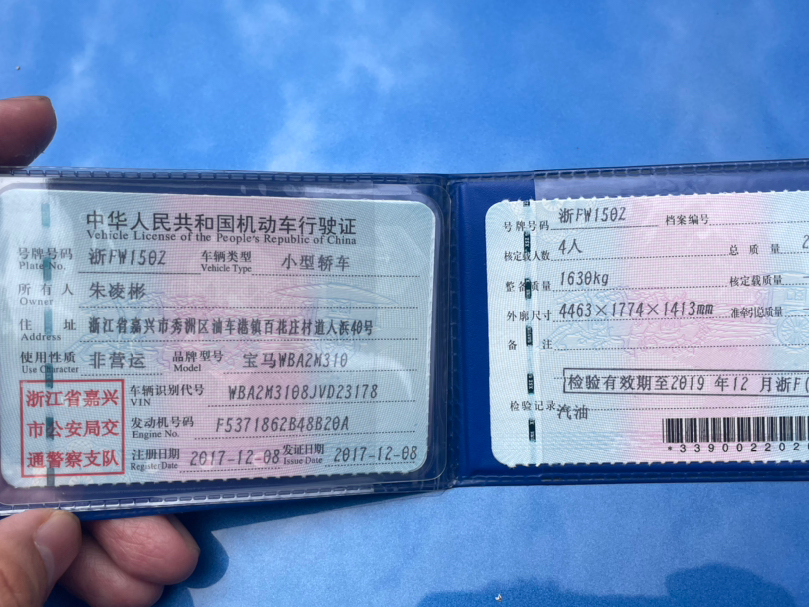 中华人民共和国机动车行驶证
Vehicle License of the People's Republic of China
号牌号码 浙FW150Z 车辆类型 小型轿车
Plate No. Vehicle Type
所有人 朱凌彬
Owner
住址 浙江省嘉兴市秀洲区油车港镇百花庄村道人浜40号
Address
使用性质 非营运 品牌型号 宝马WBA2M310
Use Character Model
浙江省嘉兴
市公安局交
通警察支队
车辆识别代号 WBA2M3108JVD23178
VIN
发动机号码 F5371862B48B20A
Engine No.
注册日期 2017-12-08 发证日期 2017-12-08
Register Date Issue Date
号牌号码 浙FW150Z 档案编号
核定载人数 4人 总质量 2
整备质量 1630kg 核定载质量
外廓尺寸 4463×1774×1413mm 准牵引总质量
备注
检验有效期至2019年12月浙F
检验记录 汽油
*339002202